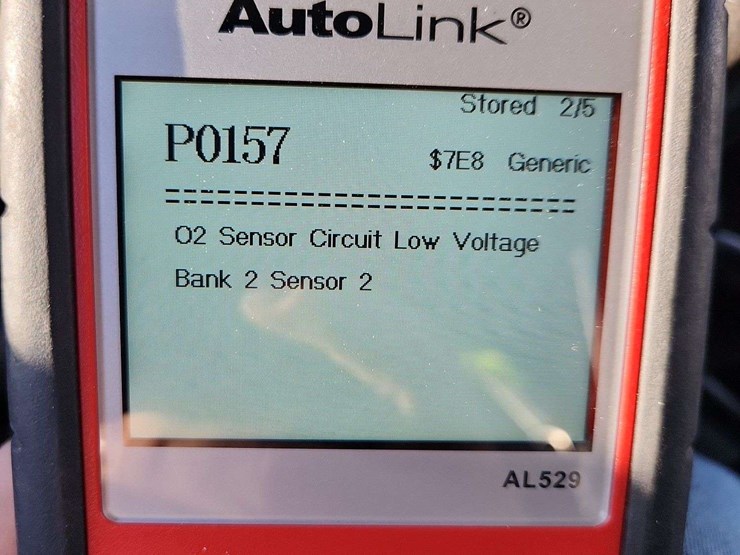 AutoLink®
Stored 2/5
P0157
$7E8 Generic
==============================
O2 Sensor Circuit Low Voltage
Bank 2 Sensor 2
AL529